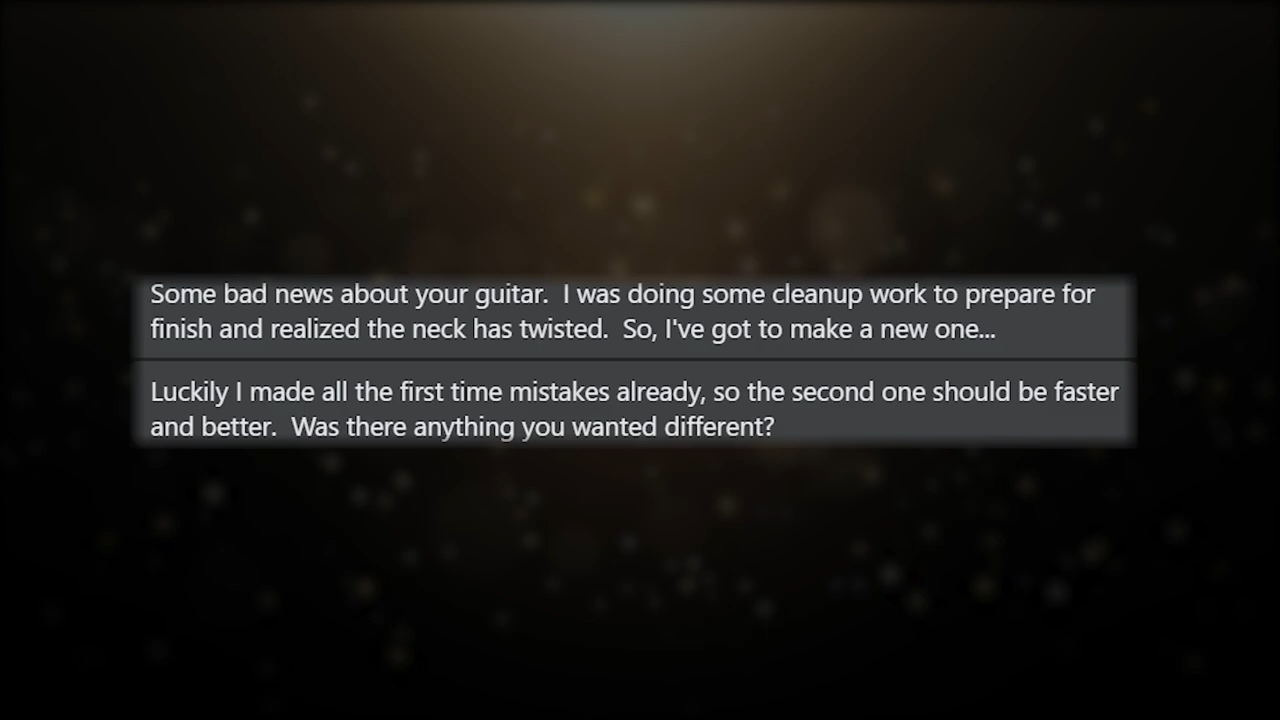 Some bad news about your guitar.  I was doing some cleanup work to prepare for
finish and realized the neck has twisted.  So, I've got to make a new one...
Luckily I made all the first time mistakes already, so the second one should be faster
and better.  Was there anything you wanted different?